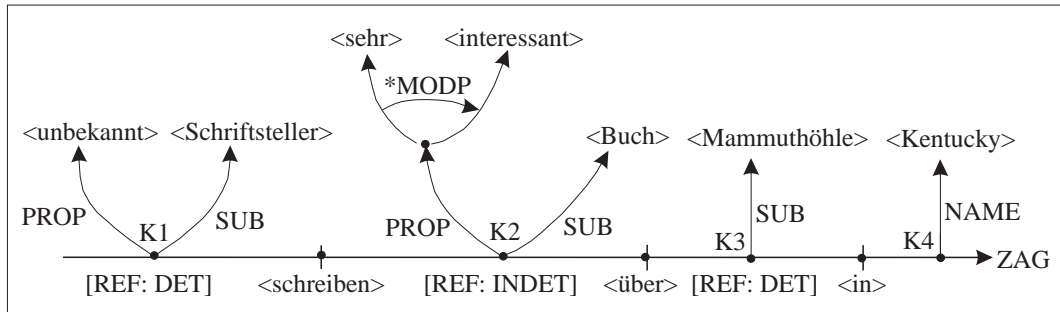 <sehr> <interessant>
*MODP
<unbekannt> <Schriftsteller> <Buch> <Mammuthöhle> <Kentucky>
PROP SUB PROP SUB SUB NAME
K1 K2 K3 K4
ZAG
[REF: DET] <schreiben> [REF: INDET] <über> [REF: DET] <in>